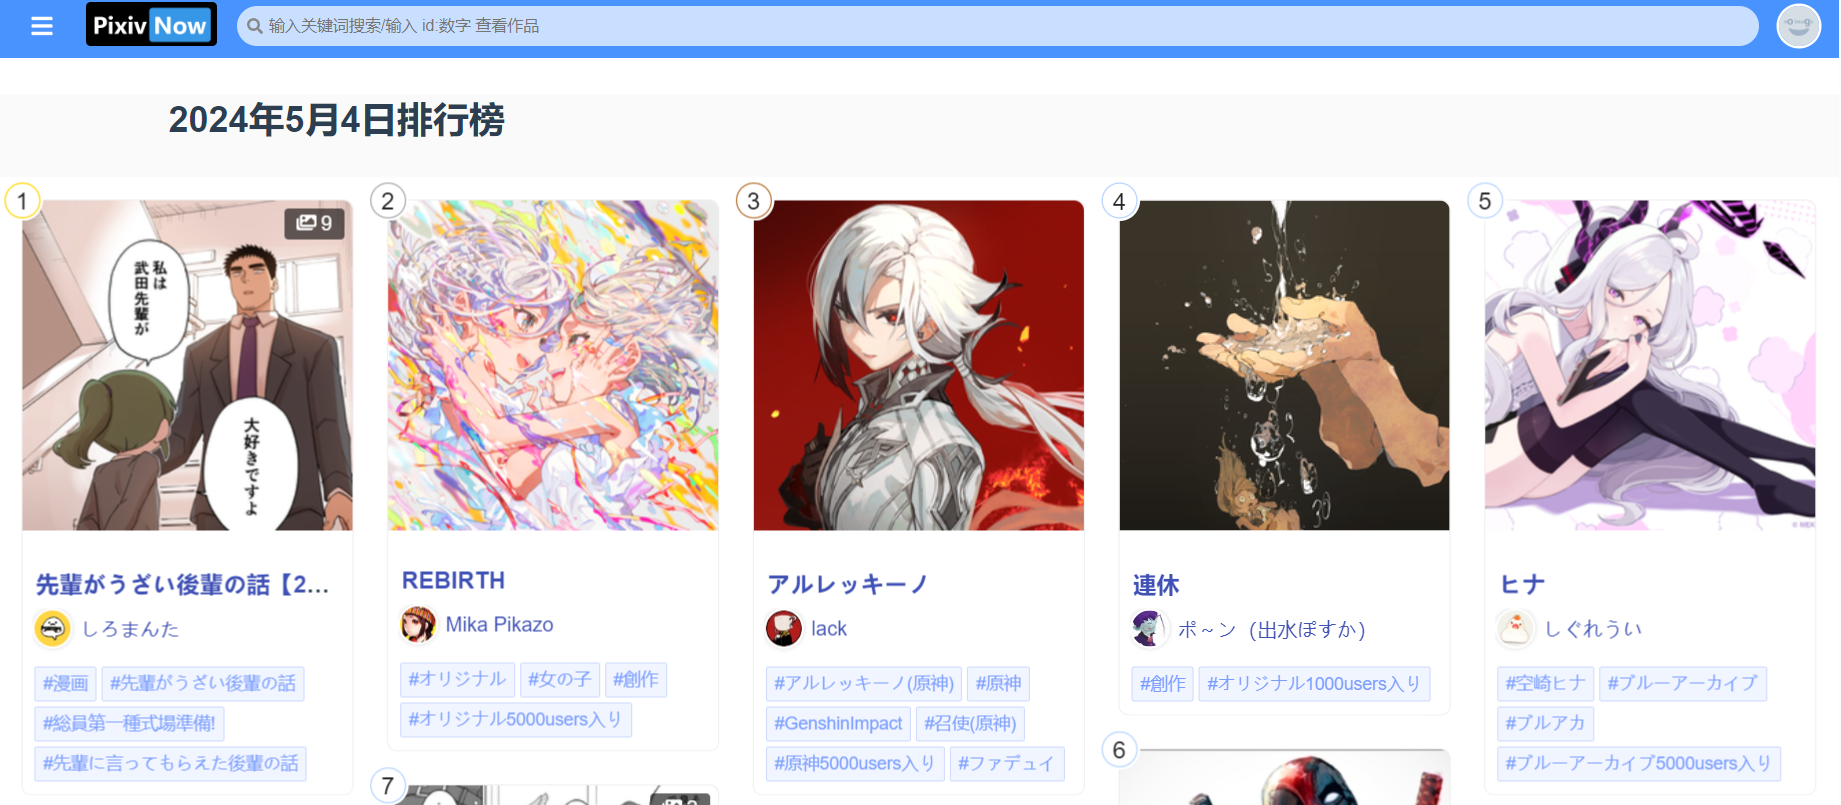 Pixiv Now
输入关键词搜索/输入 id:数字 查看作品
2024年5月4日排行榜
1
9
私は
武田先輩が
大好きですよ
先輩がうざい後輩の話【2...
しろまんた
#漫画 #先輩がうざい後輩の話
#総員第一種式場準備!
#先輩に言ってもらえた後輩の話
2
REBIRTH
Mika Pikazo
#オリジナル #女の子 #創作
#オリジナル5000users入り
3
アルレッキーノ
lack
#アルレッキーノ(原神) #原神
#GenshinImpact #召使(原神)
#原神5000users入り #ファデュイ
4
連休
ポ～ン（出水ぽすか）
#創作 #オリジナル1000users入り
5
ヒナ
しぐれうい
#空崎ヒナ #ブルーアーカイブ
#ブルアカ
#ブルーアーカイブ5000users入り
6
7